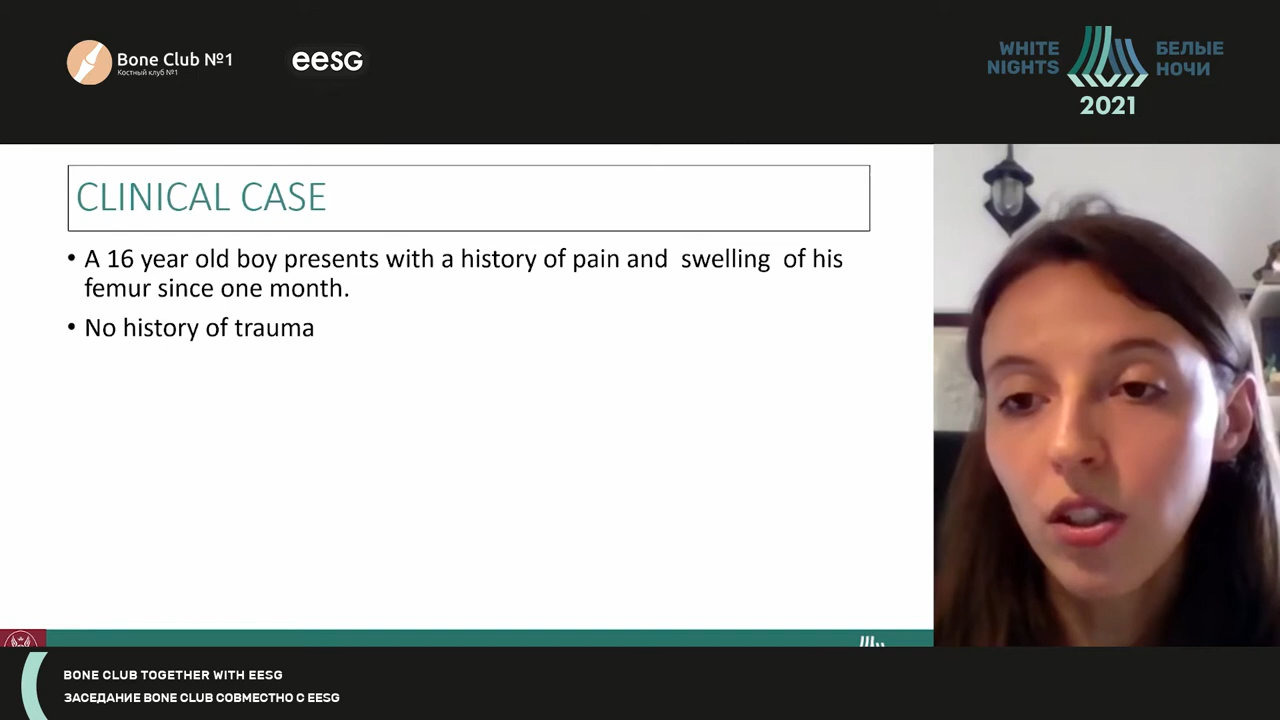 Bone Club №1
Костный клуб №1
eesg
WHITE NIGHTS
БЕЛЫЕ НОЧИ
2021
CLINICAL CASE
• A 16 year old boy presents with a history of pain and swelling of his
femur since one month.
• No history of trauma
BONE CLUB TOGETHER WITH EESG
ЗАСЕДАНИЕ BONE CLUB СОВМЕСТНО С EESG